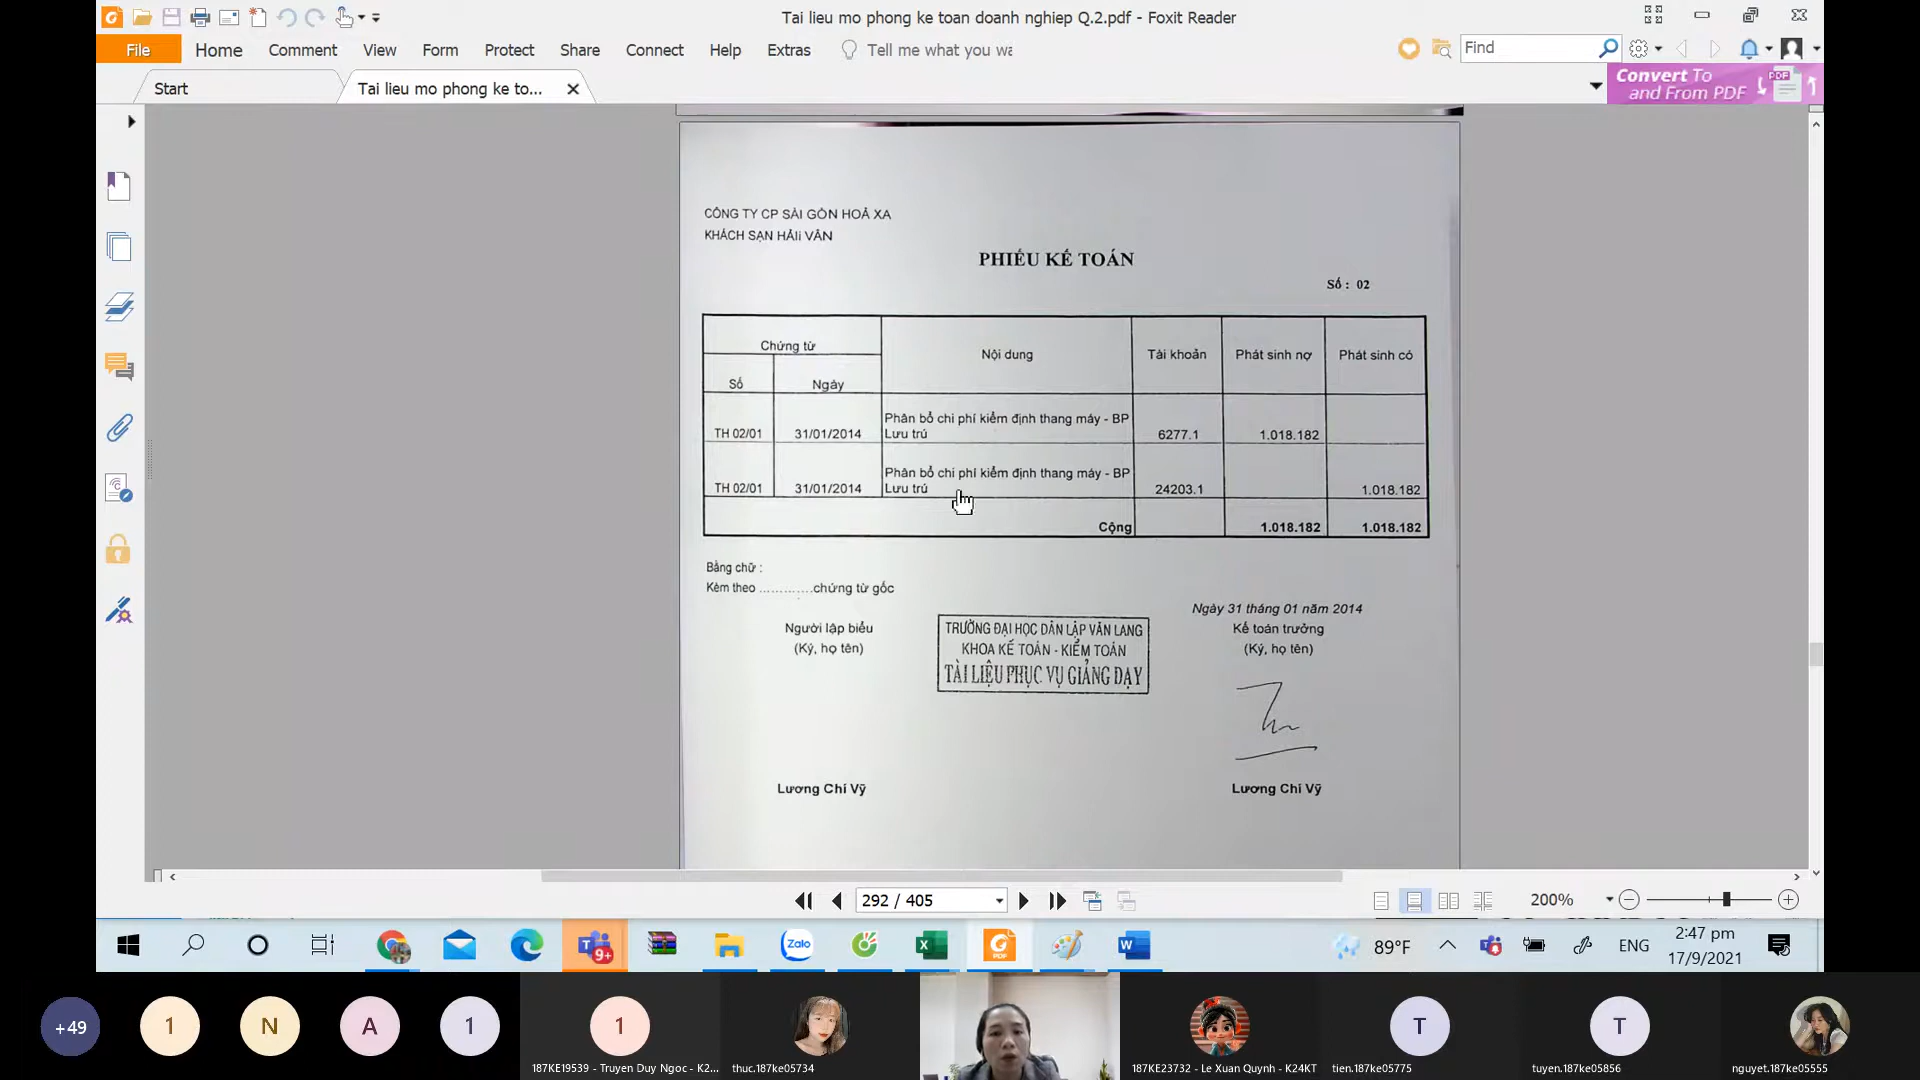 Tai lieu mo phong ke toan doanh nghiep Q.2.pdf - Foxit Reader
File Home Comment View Form Protect Share Connect Help Extras Tell me what you wa Find
Start
Tai lieu mo phong ke to...
Convert To and From PDF
PDF
CÔNG TY CP SÀI GÒN HOẢ XA
KHÁCH SẠN HẢIi VÂN
PHIẾU KẾ TOÁN
Số : 02
Chứng từ Nội dung Tài khoản Phát sinh nợ Phát sinh có
Số Ngày
Phân bổ chi phí kiểm định thang máy - BP
TH 02/01 31/01/2014 Lưu trú 6277.1 1.018.182
Phân bổ chi phí kiểm định thang máy - BP
TH 02/01 31/01/2014 Lưu trú 24203.1 1.018.182
Cộng 1.018.182 1.018.182
Bằng chữ :
Kèm theo .............chứng từ gốc
Ngày 31 tháng 01 năm 2014
Người lập biểu Kế toán trưởng
(Ký, họ tên) (Ký, họ tên)
TRƯỜNG ĐẠI HỌC DÂN LẬP VĂN LANG
KHOA KẾ TOÁN - KIỂM TOÁN
TÀI LIỆU PHỤC VỤ GIẢNG DẠY
Lương Chí Vỹ Lương Chí Vỹ
292 / 405
200%
9+
Zalo
PDF
89°F
ENG
2:47 pm
17/9/2021
+49 1 N A 1 1 T T
187KE19539 - Truyen Duy Ngoc - K2... thuc.187ke05734 187KE23732 - Le Xuan Quynh - K24KT tien.187ke05775 tuyen.187ke05856 nguyet.187ke05555